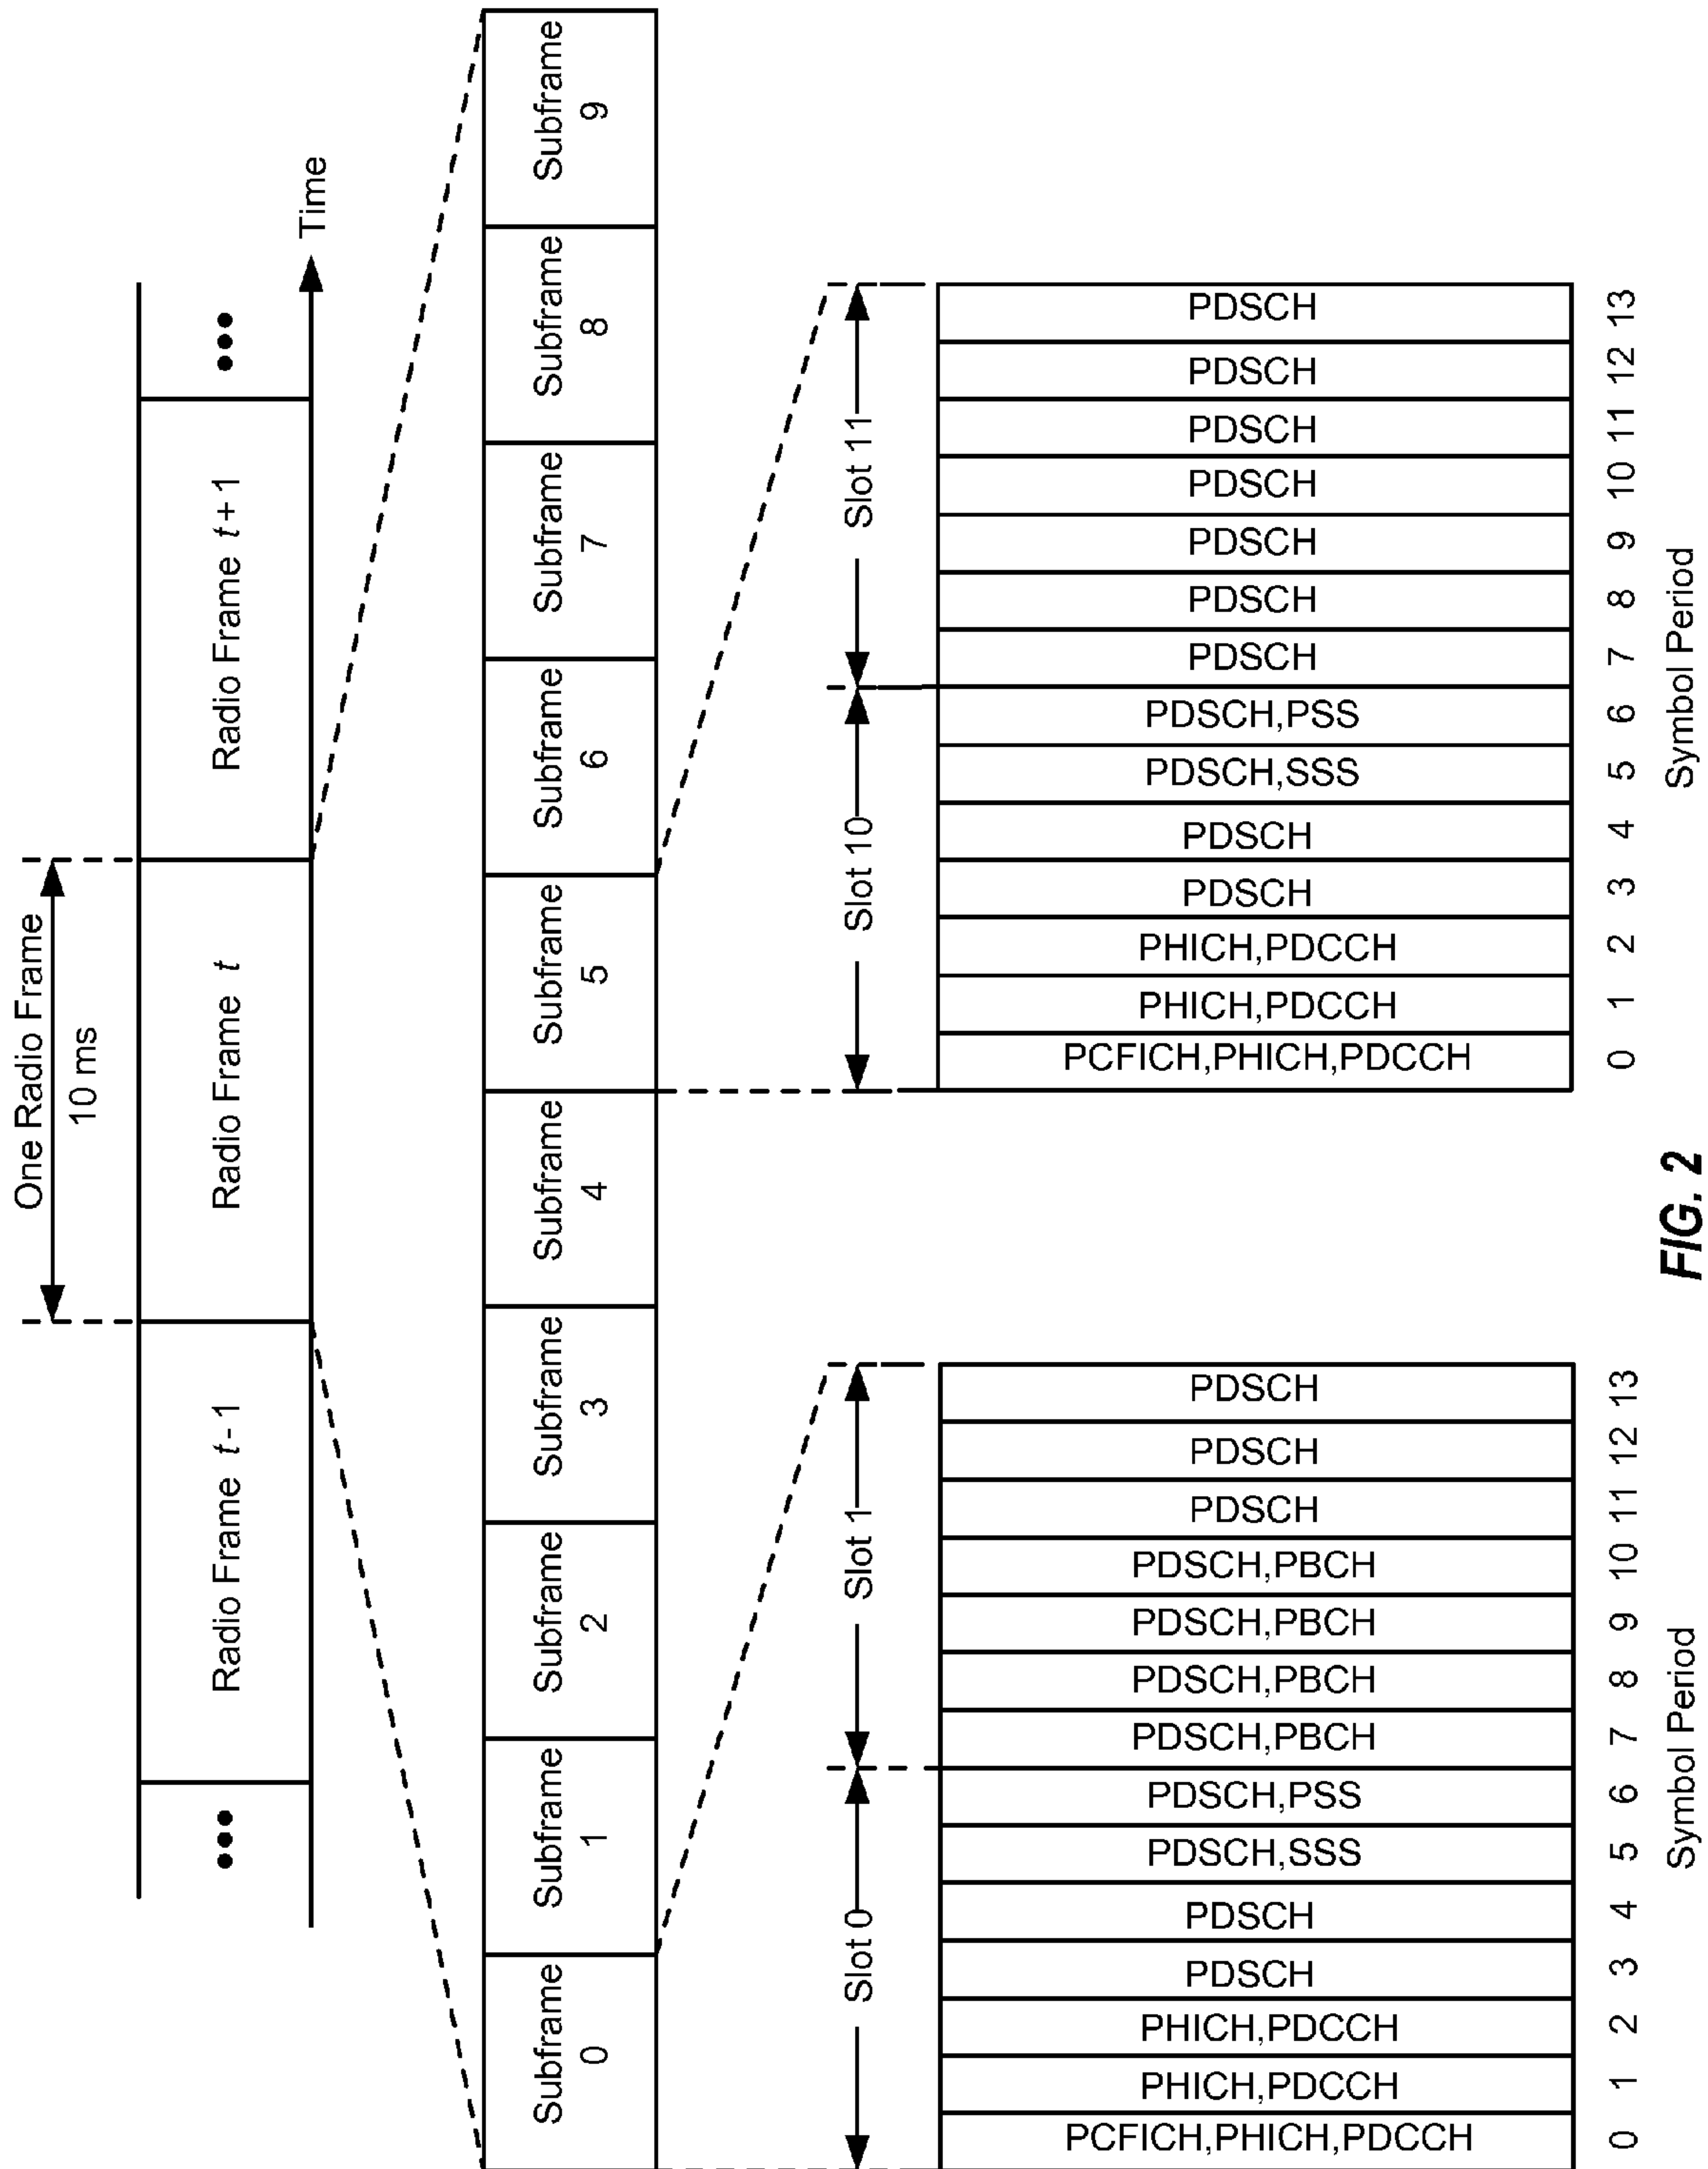 One Radio Frame
10 ms
Radio Frame t - 1
Radio Frame t
Radio Frame t + 1
Time
Subframe
0
Subframe
1
Subframe
2
Subframe
3
Subframe
4
Subframe
5
Subframe
6
Subframe
7
Subframe
8
Subframe
9
Slot 0
Slot 1
PCFICH,PHICH,PDCCH
PHICH,PDCCH
PHICH,PDCCH
PDSCH
PDSCH
PDSCH,SSS
PDSCH,PSS
PDSCH,PBCH
PDSCH,PBCH
PDSCH,PBCH
PDSCH,PBCH
PDSCH
PDSCH
PDSCH
0 1 2 3 4 5 6 7 8 9 10 11 12 13
Symbol Period
Slot 10
Slot 11
PCFICH,PHICH,PDCCH
PHICH,PDCCH
PHICH,PDCCH
PDSCH
PDSCH
PDSCH,SSS
PDSCH,PSS
PDSCH
PDSCH
PDSCH
PDSCH
PDSCH
PDSCH
PDSCH
0 1 2 3 4 5 6 7 8 9 10 11 12 13
Symbol Period
FIG. 2